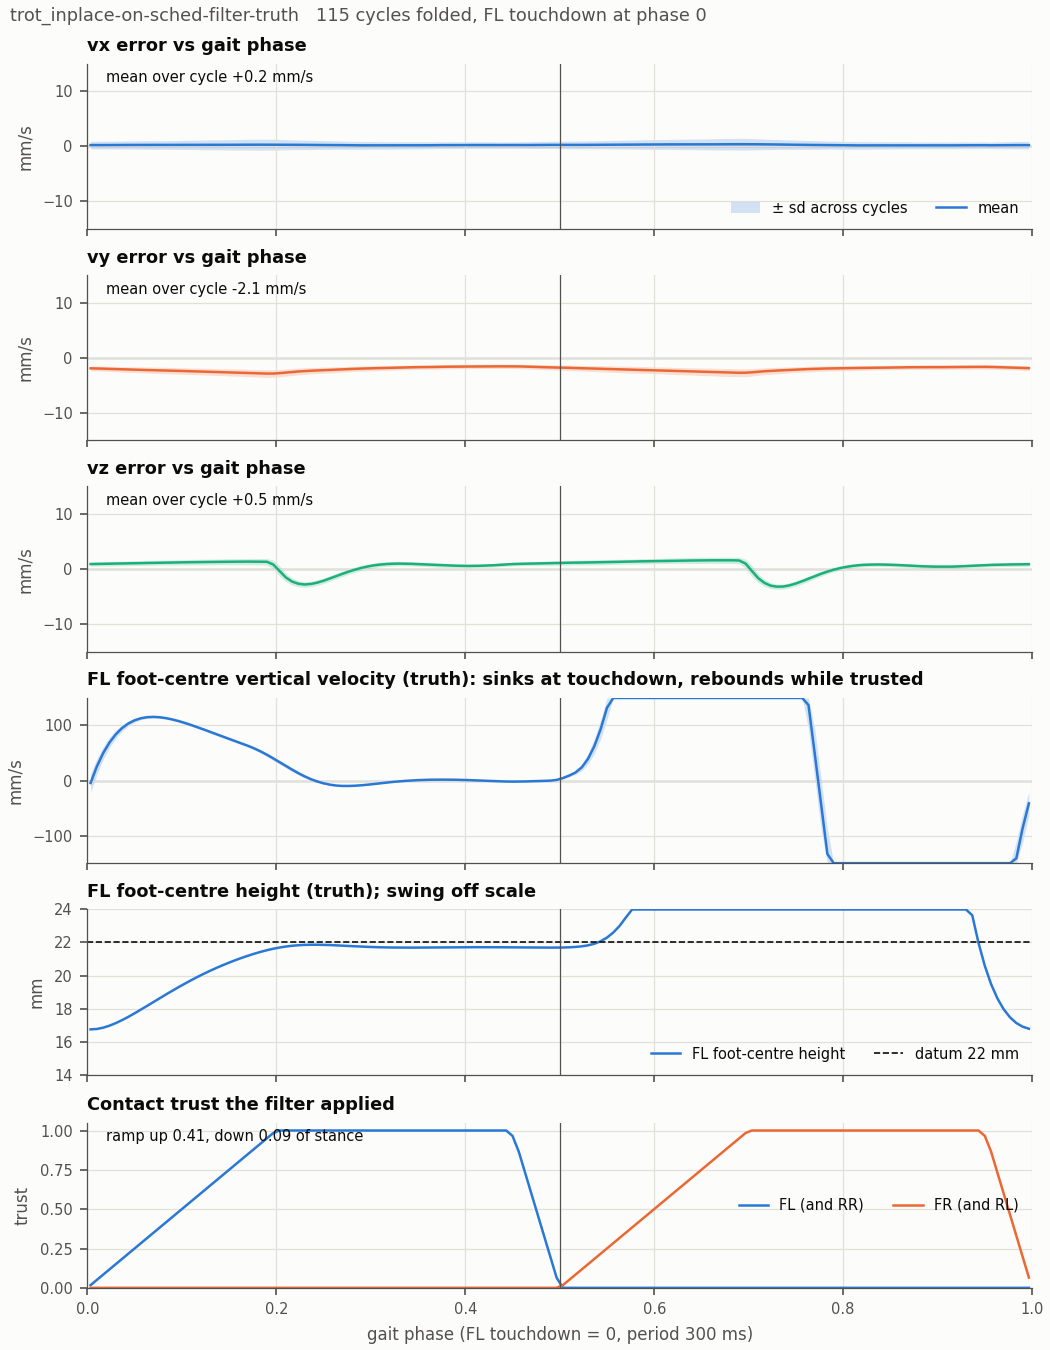 trot_inplace-on-sched-filter-truth   115 cycles folded, FL touchdown at phase 0
vx error vs gait phase
mean over cycle +0.2 mm/s
10
0
−10
mm/s
± sd across cycles
mean
vy error vs gait phase
mean over cycle -2.1 mm/s
10
0
−10
mm/s
vz error vs gait phase
mean over cycle +0.5 mm/s
10
0
−10
mm/s
FL foot-centre vertical velocity (truth): sinks at touchdown, rebounds while trusted
100
0
−100
mm/s
FL foot-centre height (truth); swing off scale
24
22
20
18
16
14
mm
FL foot-centre height
datum 22 mm
Contact trust the filter applied
ramp up 0.41, down 0.09 of stance
1.00
0.75
0.50
0.25
0.00
trust
FL (and RR)
FR (and RL)
0.0
0.2
0.4
0.6
0.8
1.0
gait phase (FL touchdown = 0, period 300 ms)